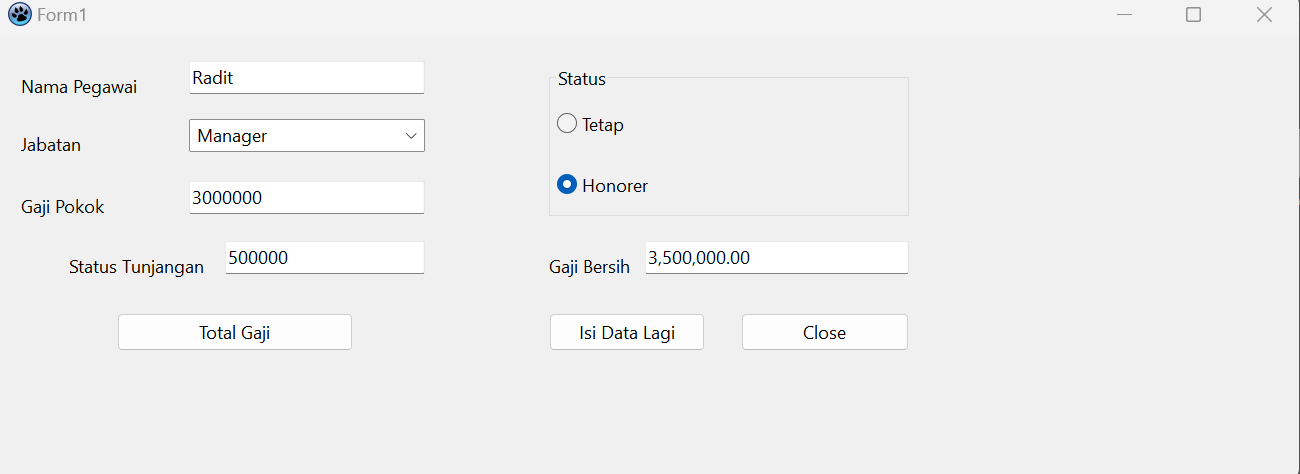 Form1
Nama Pegawai
Radit
Jabatan
Manager
Gaji Pokok
3000000
Status Tunjangan
500000
Total Gaji
Status
Tetap
Honorer
Gaji Bersih
3,500,000.00
Isi Data Lagi
Close